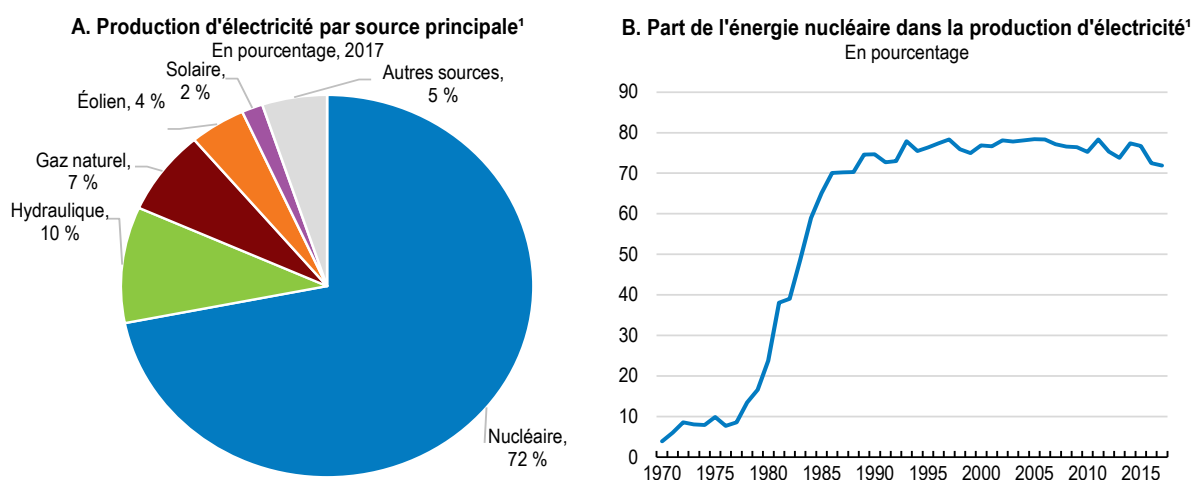 A. Production d'électricité par source principale¹
En pourcentage, 2017
Solaire,
2 %
Autres sources,
5 %
Éolien, 4 %
Gaz naturel,
7 %
Hydraulique,
10 %
Nucléaire,
72 %
B. Part de l'énergie nucléaire dans la production d'électricité¹
En pourcentage
90
80
70
60
50
40
30
20
10
0
1970 1975 1980 1985 1990 1995 2000 2005 2010 2015